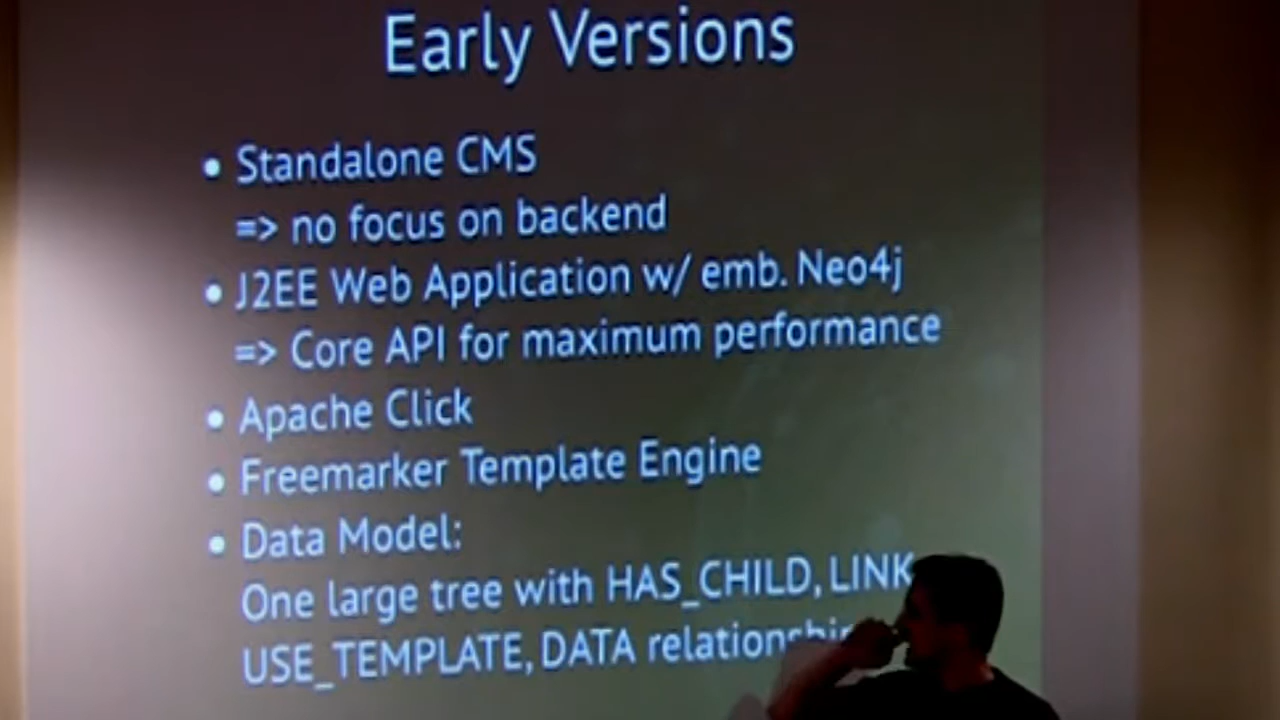 Early Versions
• Standalone CMS
=> no focus on backend
• J2EE Web Application w/ emb. Neo4j
=> Core API for maximum performance
• Apache Click
• Freemarker Template Engine
• Data Model:
One large tree with HAS_CHILD, LINK
USE_TEMPLATE, DATA